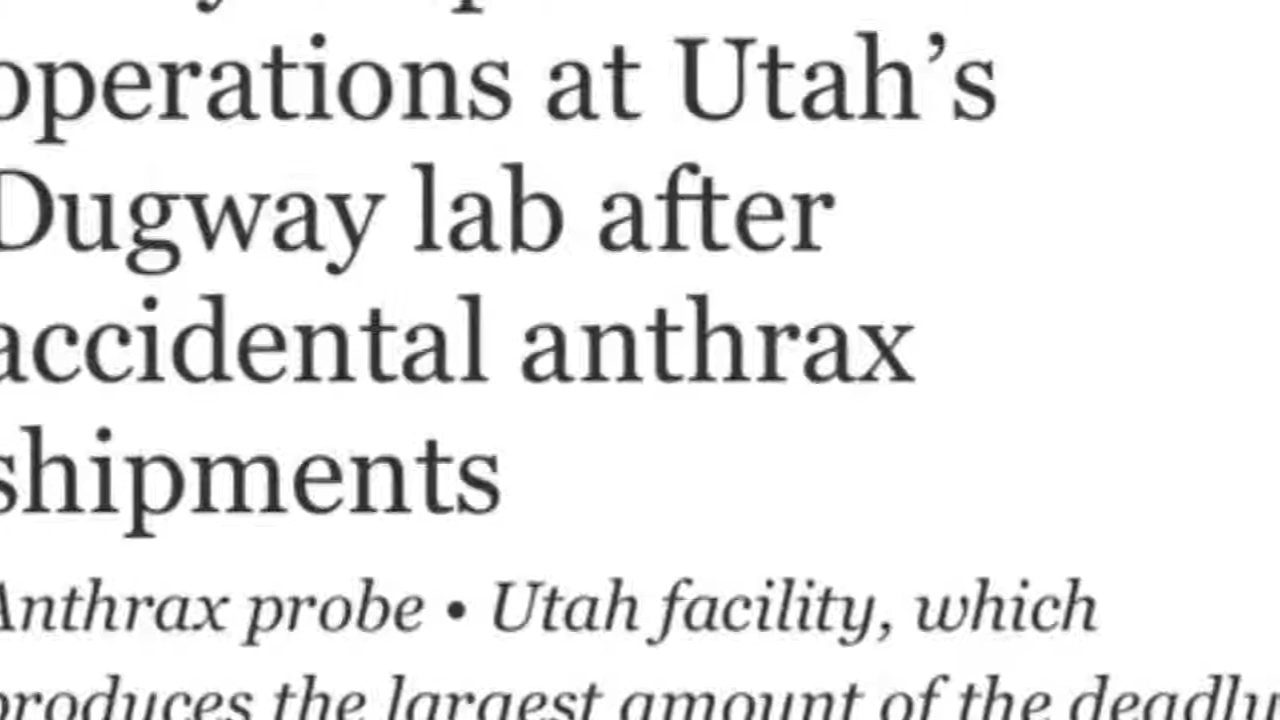 operations at Utah’s
Dugway lab after
accidental anthrax
shipments
Anthrax probe • Utah facility, which
produces the largest amount of the deadly